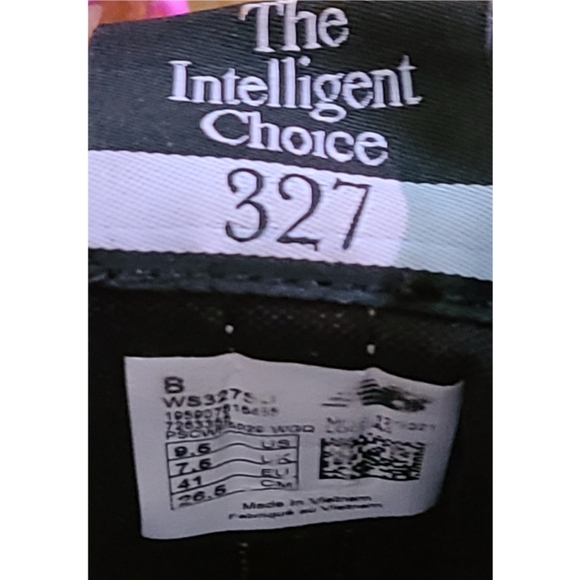 The
Intelligent
Choice
327
B
9.5 US
7.5 UK
41 EU
26.5 CM
Made in Vietnam
Fabriqué au Vietnam